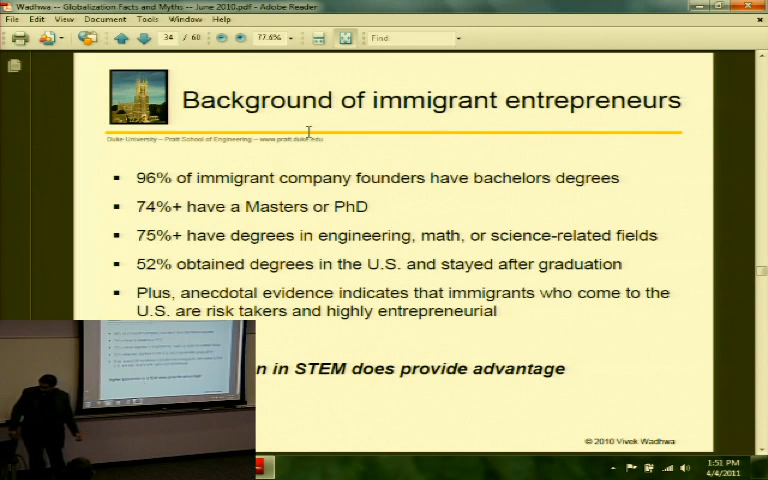 Wadhwa -- Globalization Facts and Myths -- June 2010.pdf - Adobe Reader
File Edit View Document Tools Window Help
34 / 60 77.6% Find
Background of immigrant entrepreneurs
Duke University – Pratt School of Engineering – www.pratt.duke.edu
96% of immigrant company founders have bachelors degrees
74%+ have a Masters or PhD
75%+ have degrees in engineering, math, or science-related fields
52% obtained degrees in the U.S. and stayed after graduation
Plus, anecdotal evidence indicates that immigrants who come to the
U.S. are risk takers and highly entrepreneurial
n in STEM does provide advantage
© 2010 Vivek Wadhwa
1:51 PM
4/4/2011